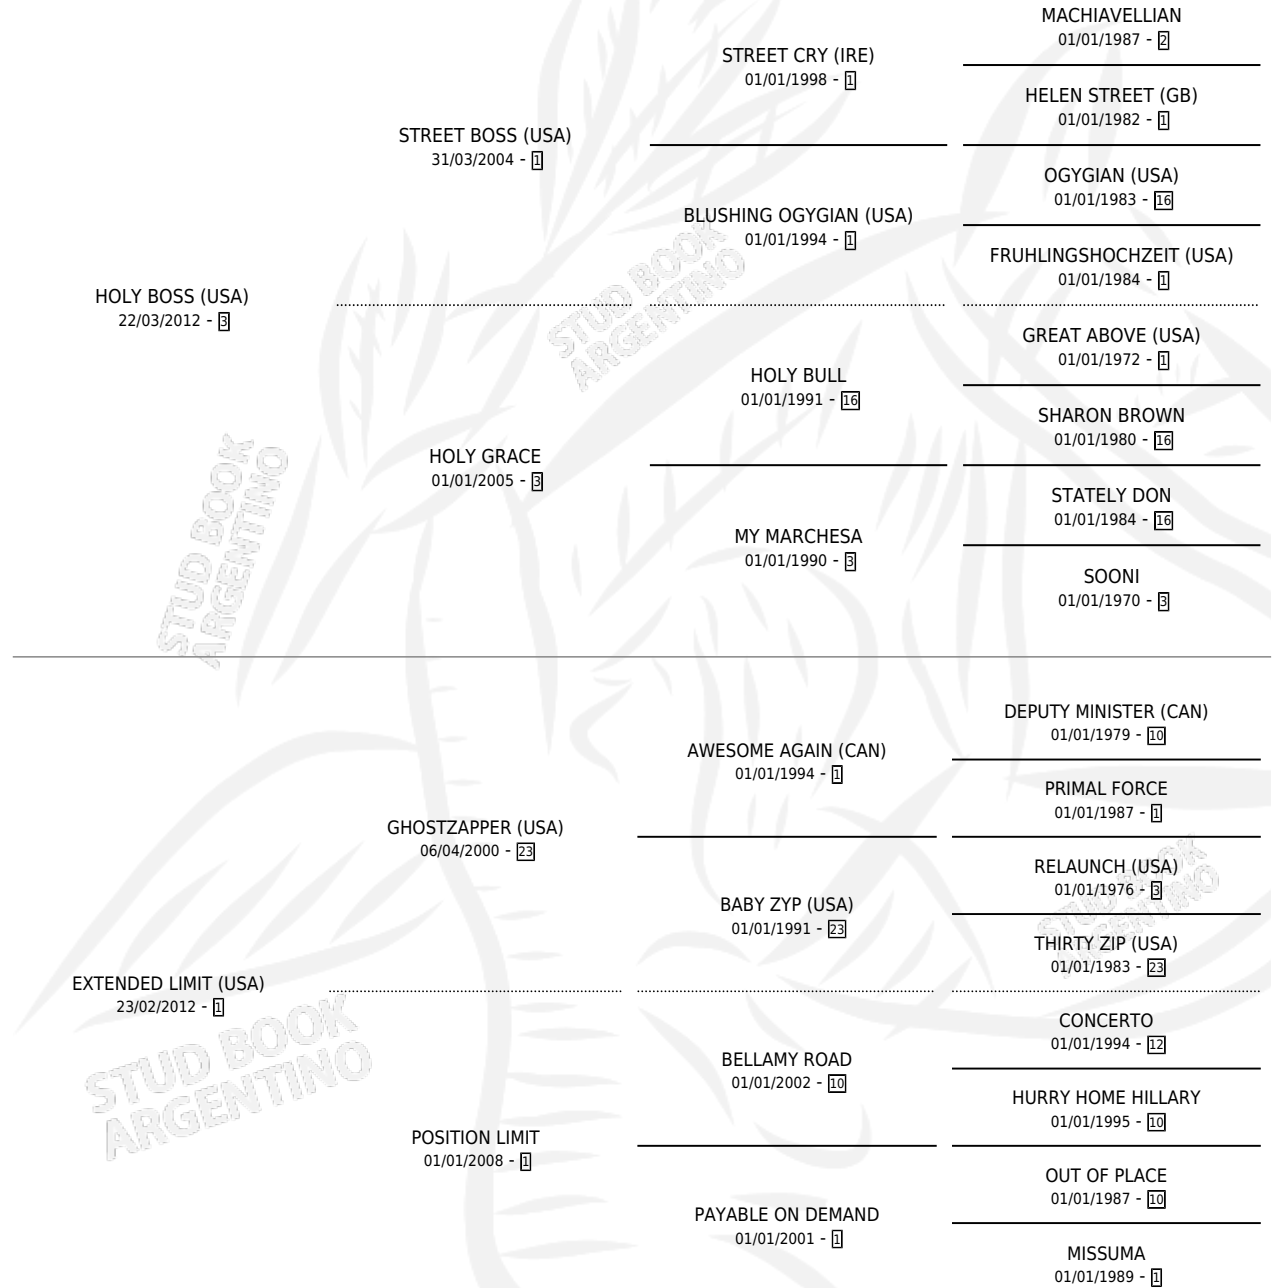 MACHIAVELLIAN
01/01/1987 - 2
STREET CRY (IRE)
01/01/1998 - 1
HELEN STREET (GB)
01/01/1982 - 1
STREET BOSS (USA)
31/03/2004 - 1
OGYGIAN (USA)
01/01/1983 - 16
BLUSHING OGYGIAN (USA)
01/01/1994 - 1
FRUHLINGSHOCHZEIT (USA)
01/01/1984 - 1
HOLY BOSS (USA)
22/03/2012 - 3
GREAT ABOVE (USA)
01/01/1972 - 1
HOLY BULL
01/01/1991 - 16
SHARON BROWN
01/01/1980 - 16
HOLY GRACE
01/01/2005 - 3
STATELY DON
01/01/1984 - 16
MY MARCHESA
01/01/1990 - 3
SOONI
01/01/1970 - 3
DEPUTY MINISTER (CAN)
01/01/1979 - 10
AWESOME AGAIN (CAN)
01/01/1994 - 1
PRIMAL FORCE
01/01/1987 - 1
GHOSTZAPPER (USA)
06/04/2000 - 23
RELAUNCH (USA)
01/01/1976 - 3
BABY ZYP (USA)
01/01/1991 - 23
THIRTY ZIP (USA)
01/01/1983 - 23
EXTENDED LIMIT (USA)
23/02/2012 - 1
CONCERTO
01/01/1994 - 12
BELLAMY ROAD
01/01/2002 - 10
HURRY HOME HILLARY
01/01/1995 - 10
POSITION LIMIT
01/01/2008 - 1
OUT OF PLACE
01/01/1987 - 10
PAYABLE ON DEMAND
01/01/2001 - 1
MISSUMA
01/01/1989 - 1
STUD BOOK
ARGENTINO
STUD BOOK
ARGENTINO
STUD BOOK
ARGENTINO
STUD BOOK
ARGENTINO